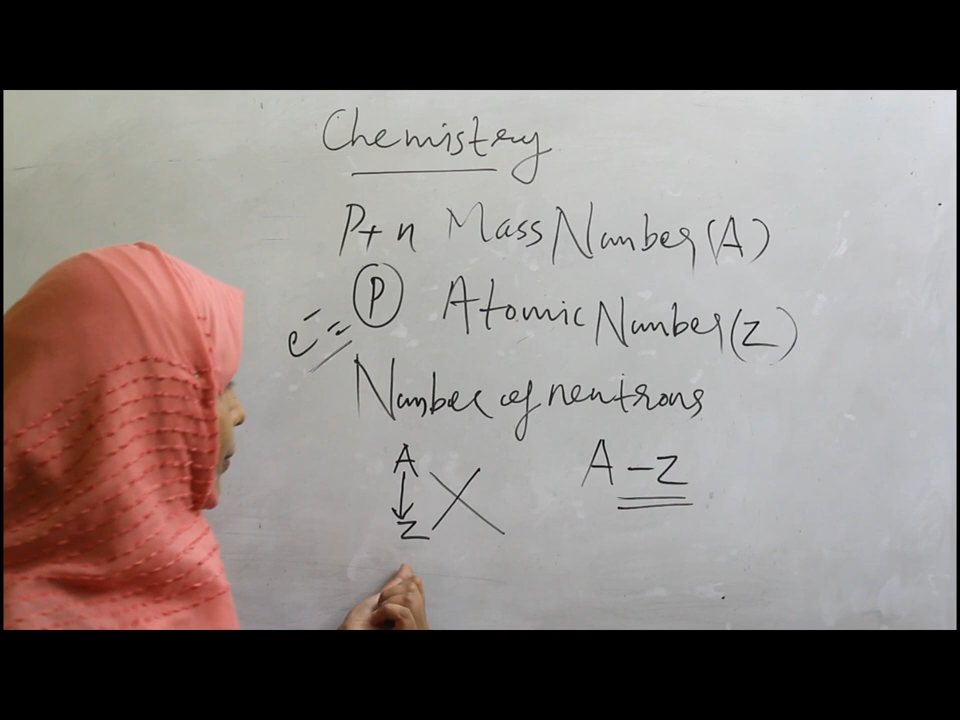 Chemistry
P+n Mass Number (A)
e⁻ = P Atomic Number (Z)
Number of neutrons
A X A - Z
Z